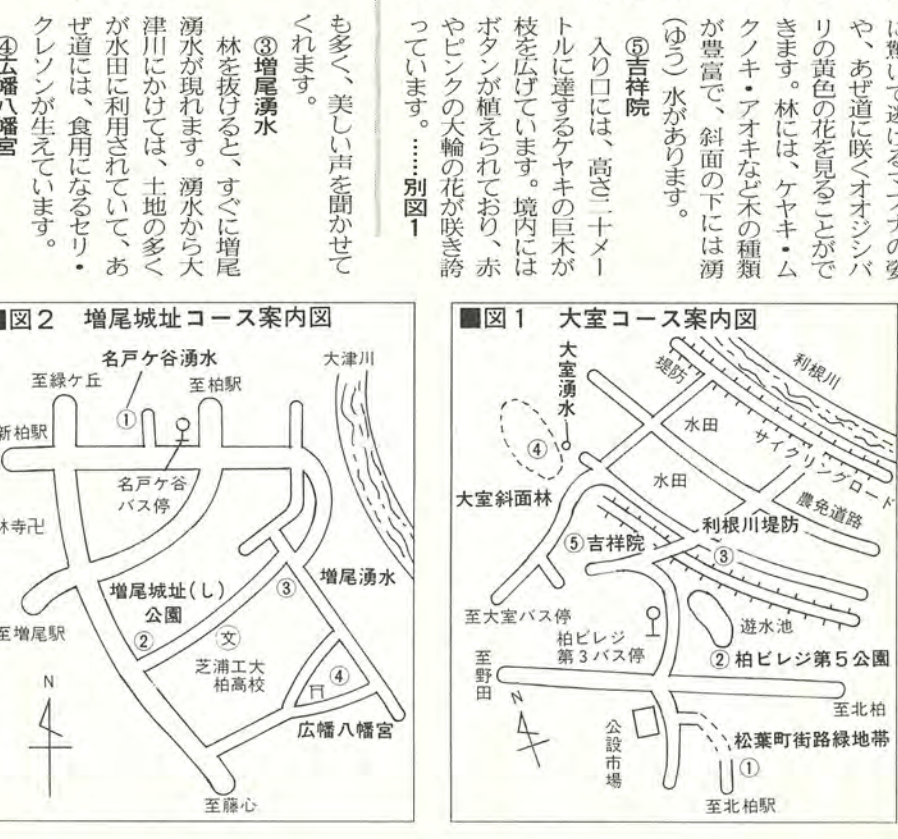 に驚いて逃げるマブナの姿
や、あぜ道に咲くオオジシバ
リの黄色の花を見ることがで
きます。林には、ケヤキ・ム
クノキ・アオキなど木の種類
が豊富で、斜面の下には湧
(ゆう)水があります。
⑤吉祥院
入り口には、高さ二十メー
トルに達するケヤキの巨木が
枝を広げています。境内には
ボタンが植えられており、赤
やピンクの大輪の花が咲き誇
っています。……別図1
も多く、美しい声を聞かせて
くれます。
③増尾湧水
林を抜けると、すぐに増尾
湧水が現れます。湧水から大
津川にかけては、土地の多く
が水田に利用されていて、あ
ぜ道には、食用になるセリ・
クレソンが生えています。
④広幡八幡宮
■図2 増尾城址コース案内図
名戸ケ谷湧水
大津川
至緑ケ丘
至柏駅
①
新柏駅
名戸ケ谷
バス停
林寺卍
増尾城址(し)
公園
②
③
増尾湧水
至増尾駅
文
芝浦工大
柏高校
④
広幡八幡宮
N
至藤心
■図1 大室コース案内図
大室湧水
堤防
利根川
水田
サイクリングロード
④
水田
農免道路
大室斜面林
利根川堤防
⑤吉祥院
③
至大室バス停
遊水池
柏ビレジ
第3バス停
②柏ビレジ第5公園
至野田
N
至北柏
公設市場
松葉町街路緑地帯
①
至北柏駅